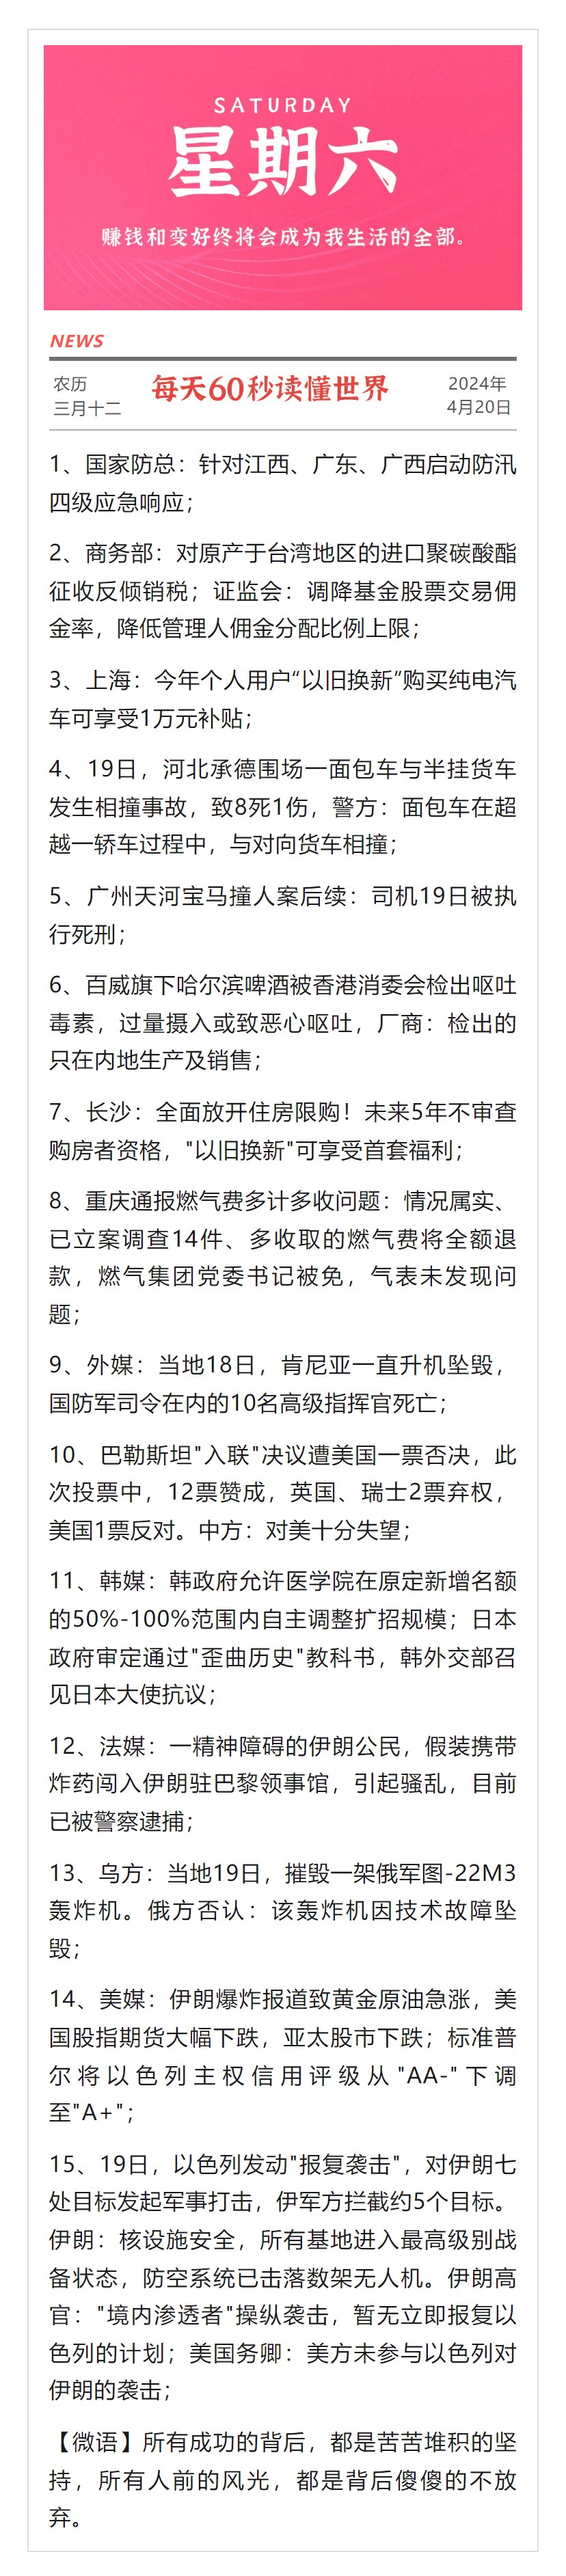 SATURDAY
星期六
赚钱和变好终将会成为我生活的全部。
NEWS
农历
三月十二
每天60秒读懂世界
2024年
4月20日
1、国家防总：针对江西、广东、广西启动防汛
四级应急响应；
2、商务部：对原产于台湾地区的进口聚碳酸酯
征收反倾销税；证监会：调降基金股票交易佣
金率，降低管理人佣金分配比例上限；
3、上海：今年个人用户“以旧换新”购买纯电汽
车可享受1万元补贴；
4、19日，河北承德围场一面包车与半挂货车
发生相撞事故，致8死1伤，警方：面包车在超
越一轿车过程中，与对向货车相撞；
5、广州天河宝马撞人案后续：司机19日被执
行死刑；
6、百威旗下哈尔滨啤酒被香港消委会检出呕吐
毒素，过量摄入或致恶心呕吐，厂商：检出的
只在内地生产及销售；
7、长沙：全面放开住房限购！未来5年不审查
购房者资格，"以旧换新"可享受首套福利；
8、重庆通报燃气费多计多收问题：情况属实、
已立案调查14件、多收取的燃气费将全额退
款，燃气集团党委书记被免，气表未发现问
题；
9、外媒：当地18日，肯尼亚一直升机坠毁，
国防军司令在内的10名高级指挥官死亡；
10、巴勒斯坦"入联"决议遭美国一票否决，此
次投票中，12票赞成，英国、瑞士2票弃权，
美国1票反对。中方：对美十分失望；
11、韩媒：韩政府允许医学院在原定新增名额
的50%-100%范围内自主调整扩招规模；日本
政府审定通过"歪曲历史"教科书，韩外交部召
见日本大使抗议；
12、法媒：一精神障碍的伊朗公民，假装携带
炸药闯入伊朗驻巴黎领事馆，引起骚乱，目前
已被警察逮捕；
13、乌方：当地19日，摧毁一架俄军图-22M3
轰炸机。俄方否认：该轰炸机因技术故障坠
毁；
14、美媒：伊朗爆炸报道致黄金原油急涨，美
国股指期货大幅下跌，亚太股市下跌；标准普
尔将以色列主权信用评级从"AA-"下调
至"A+"；
15、19日，以色列发动"报复袭击"，对伊朗七
处目标发起军事打击，伊军方拦截约5个目标。
伊朗：核设施安全，所有基地进入最高级别战
备状态，防空系统已击落数架无人机。伊朗高
官："境内渗透者"操纵袭击，暂无立即报复以
色列的计划；美国务卿：美方未参与以色列对
伊朗的袭击；
【微语】所有成功的背后，都是苦苦堆积的坚
持，所有人前的风光，都是背后傻傻的不放
弃。